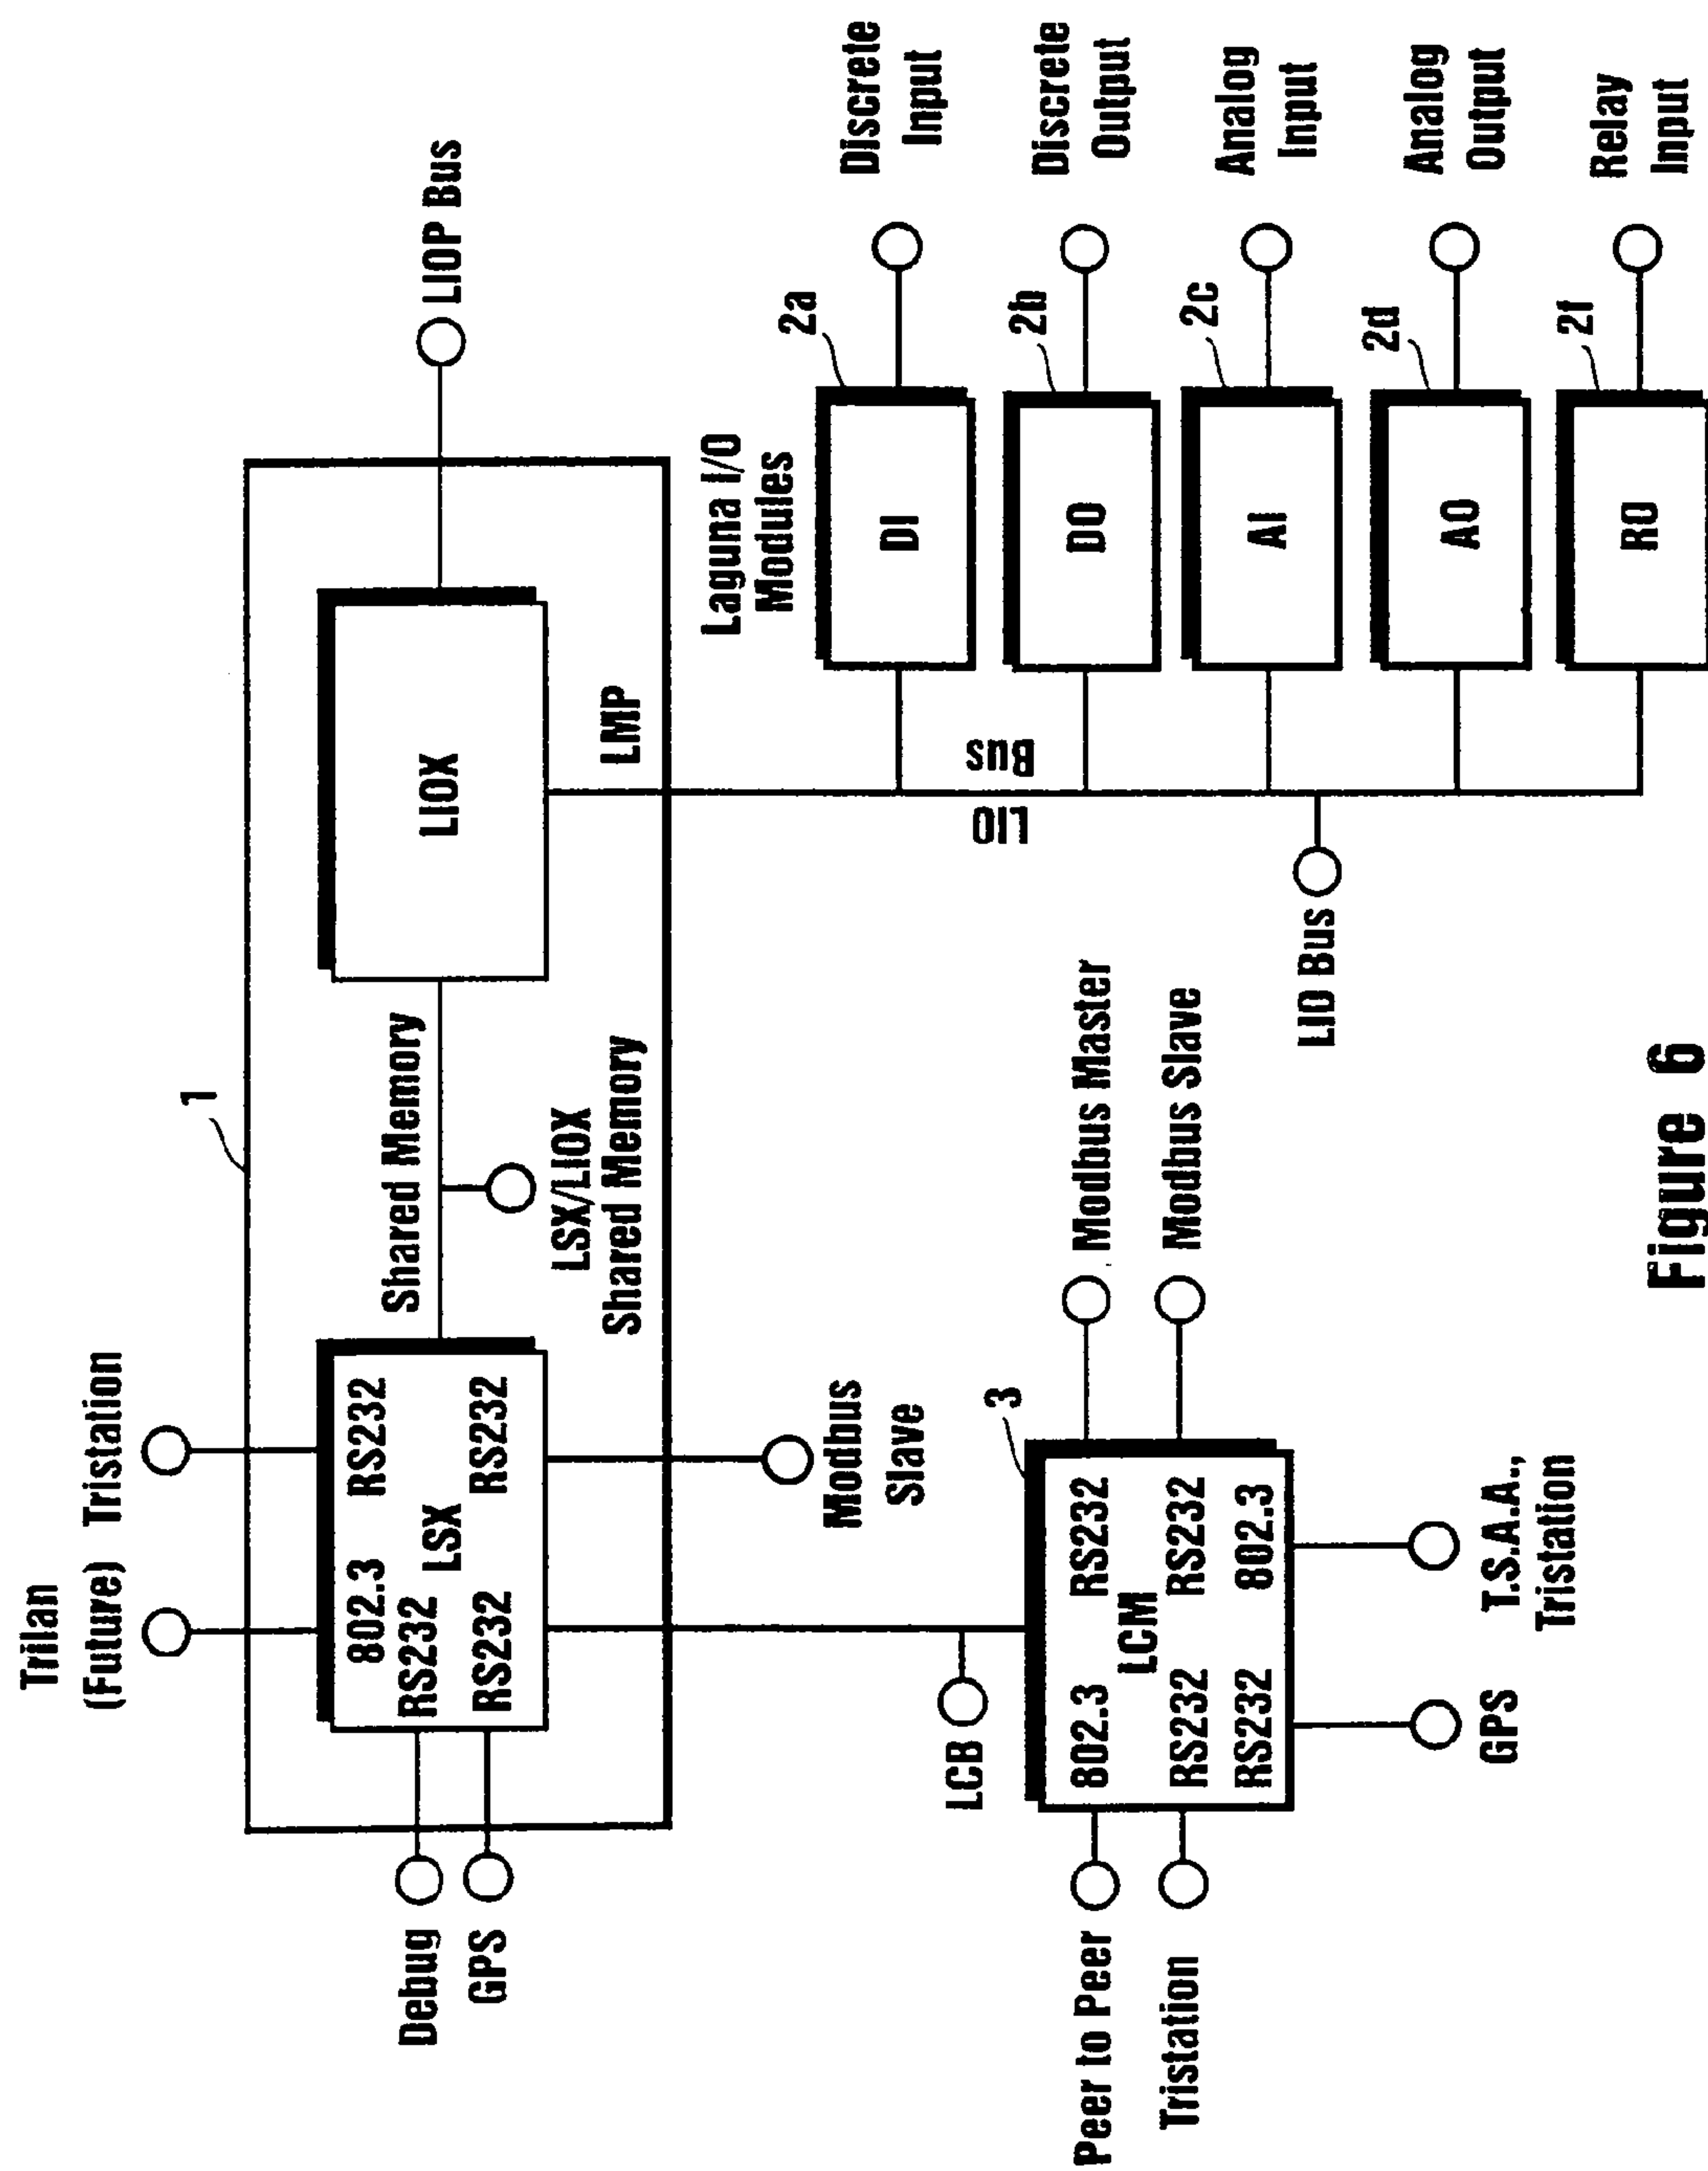 Trilan
(Future)
Tristation
1
Debug
GPS
802.3
RS232
RS232
LSX
RS232
RS232
Shared Memory
LSX/LIOX
Shared Memory
LIOX
LIOP Bus
LMP
Modbus
Slave
Laguna I/O
Modules
LIO
Bus
DI
2a
Discrete
Input
DO
2b
Discrete
Output
AI
2c
Analog
Input
AO
2d
Analog
Output
RO
2f
Relay
Input
LCB
3
Peer to Peer
Tristation
802.3
RS232
LCM
RS232
RS232
RS232
802.3
Modbus Master
Modbus Slave
LIO Bus
GPS
T.S.A.A.,
Tristation
Figure 6